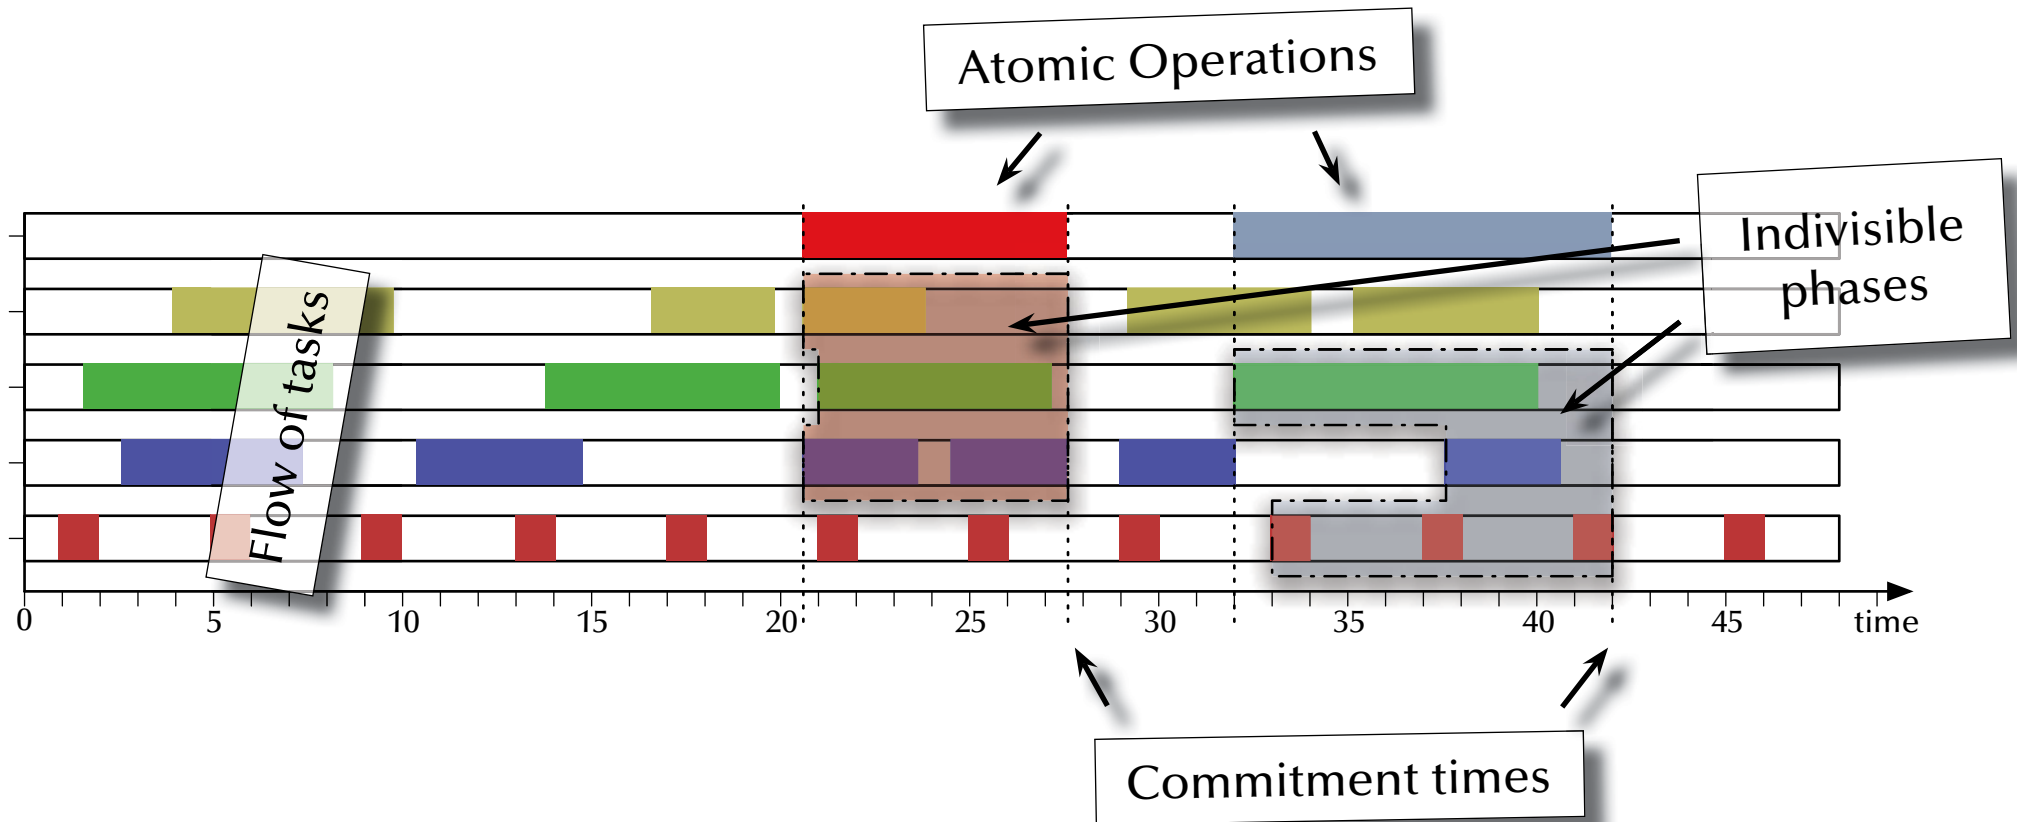 Atomic Operations
Indivisible
phases
Flow of tasks
0 5 10 15 20 25 30 35 40 45 time
Commitment times